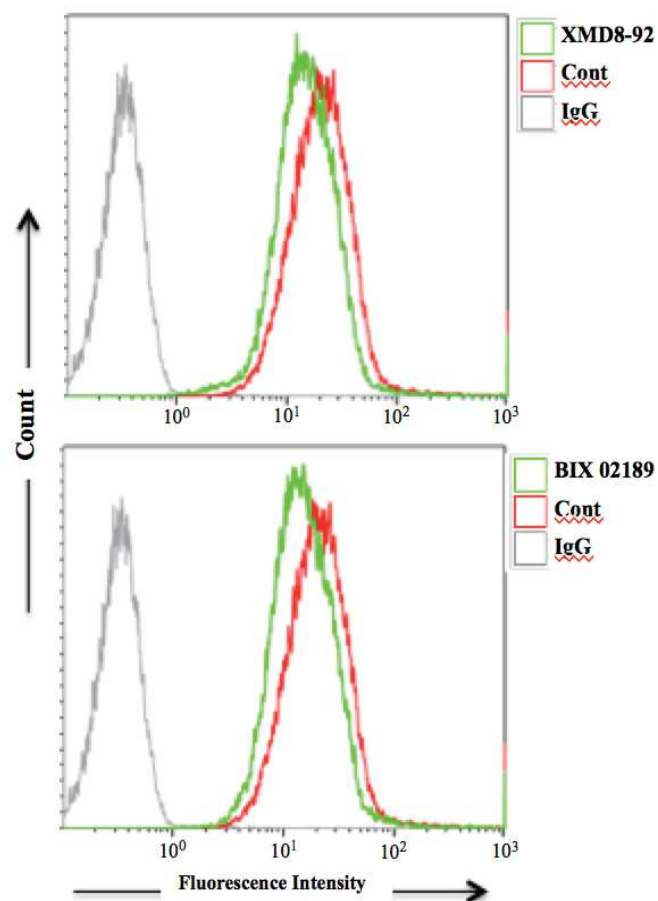 XMD8-92
Cont
IgG
10⁰ 10¹ 10² 10³
Count
BIX 02189
Cont
IgG
10⁰ 10¹ 10² 10³
Fluorescence Intensity